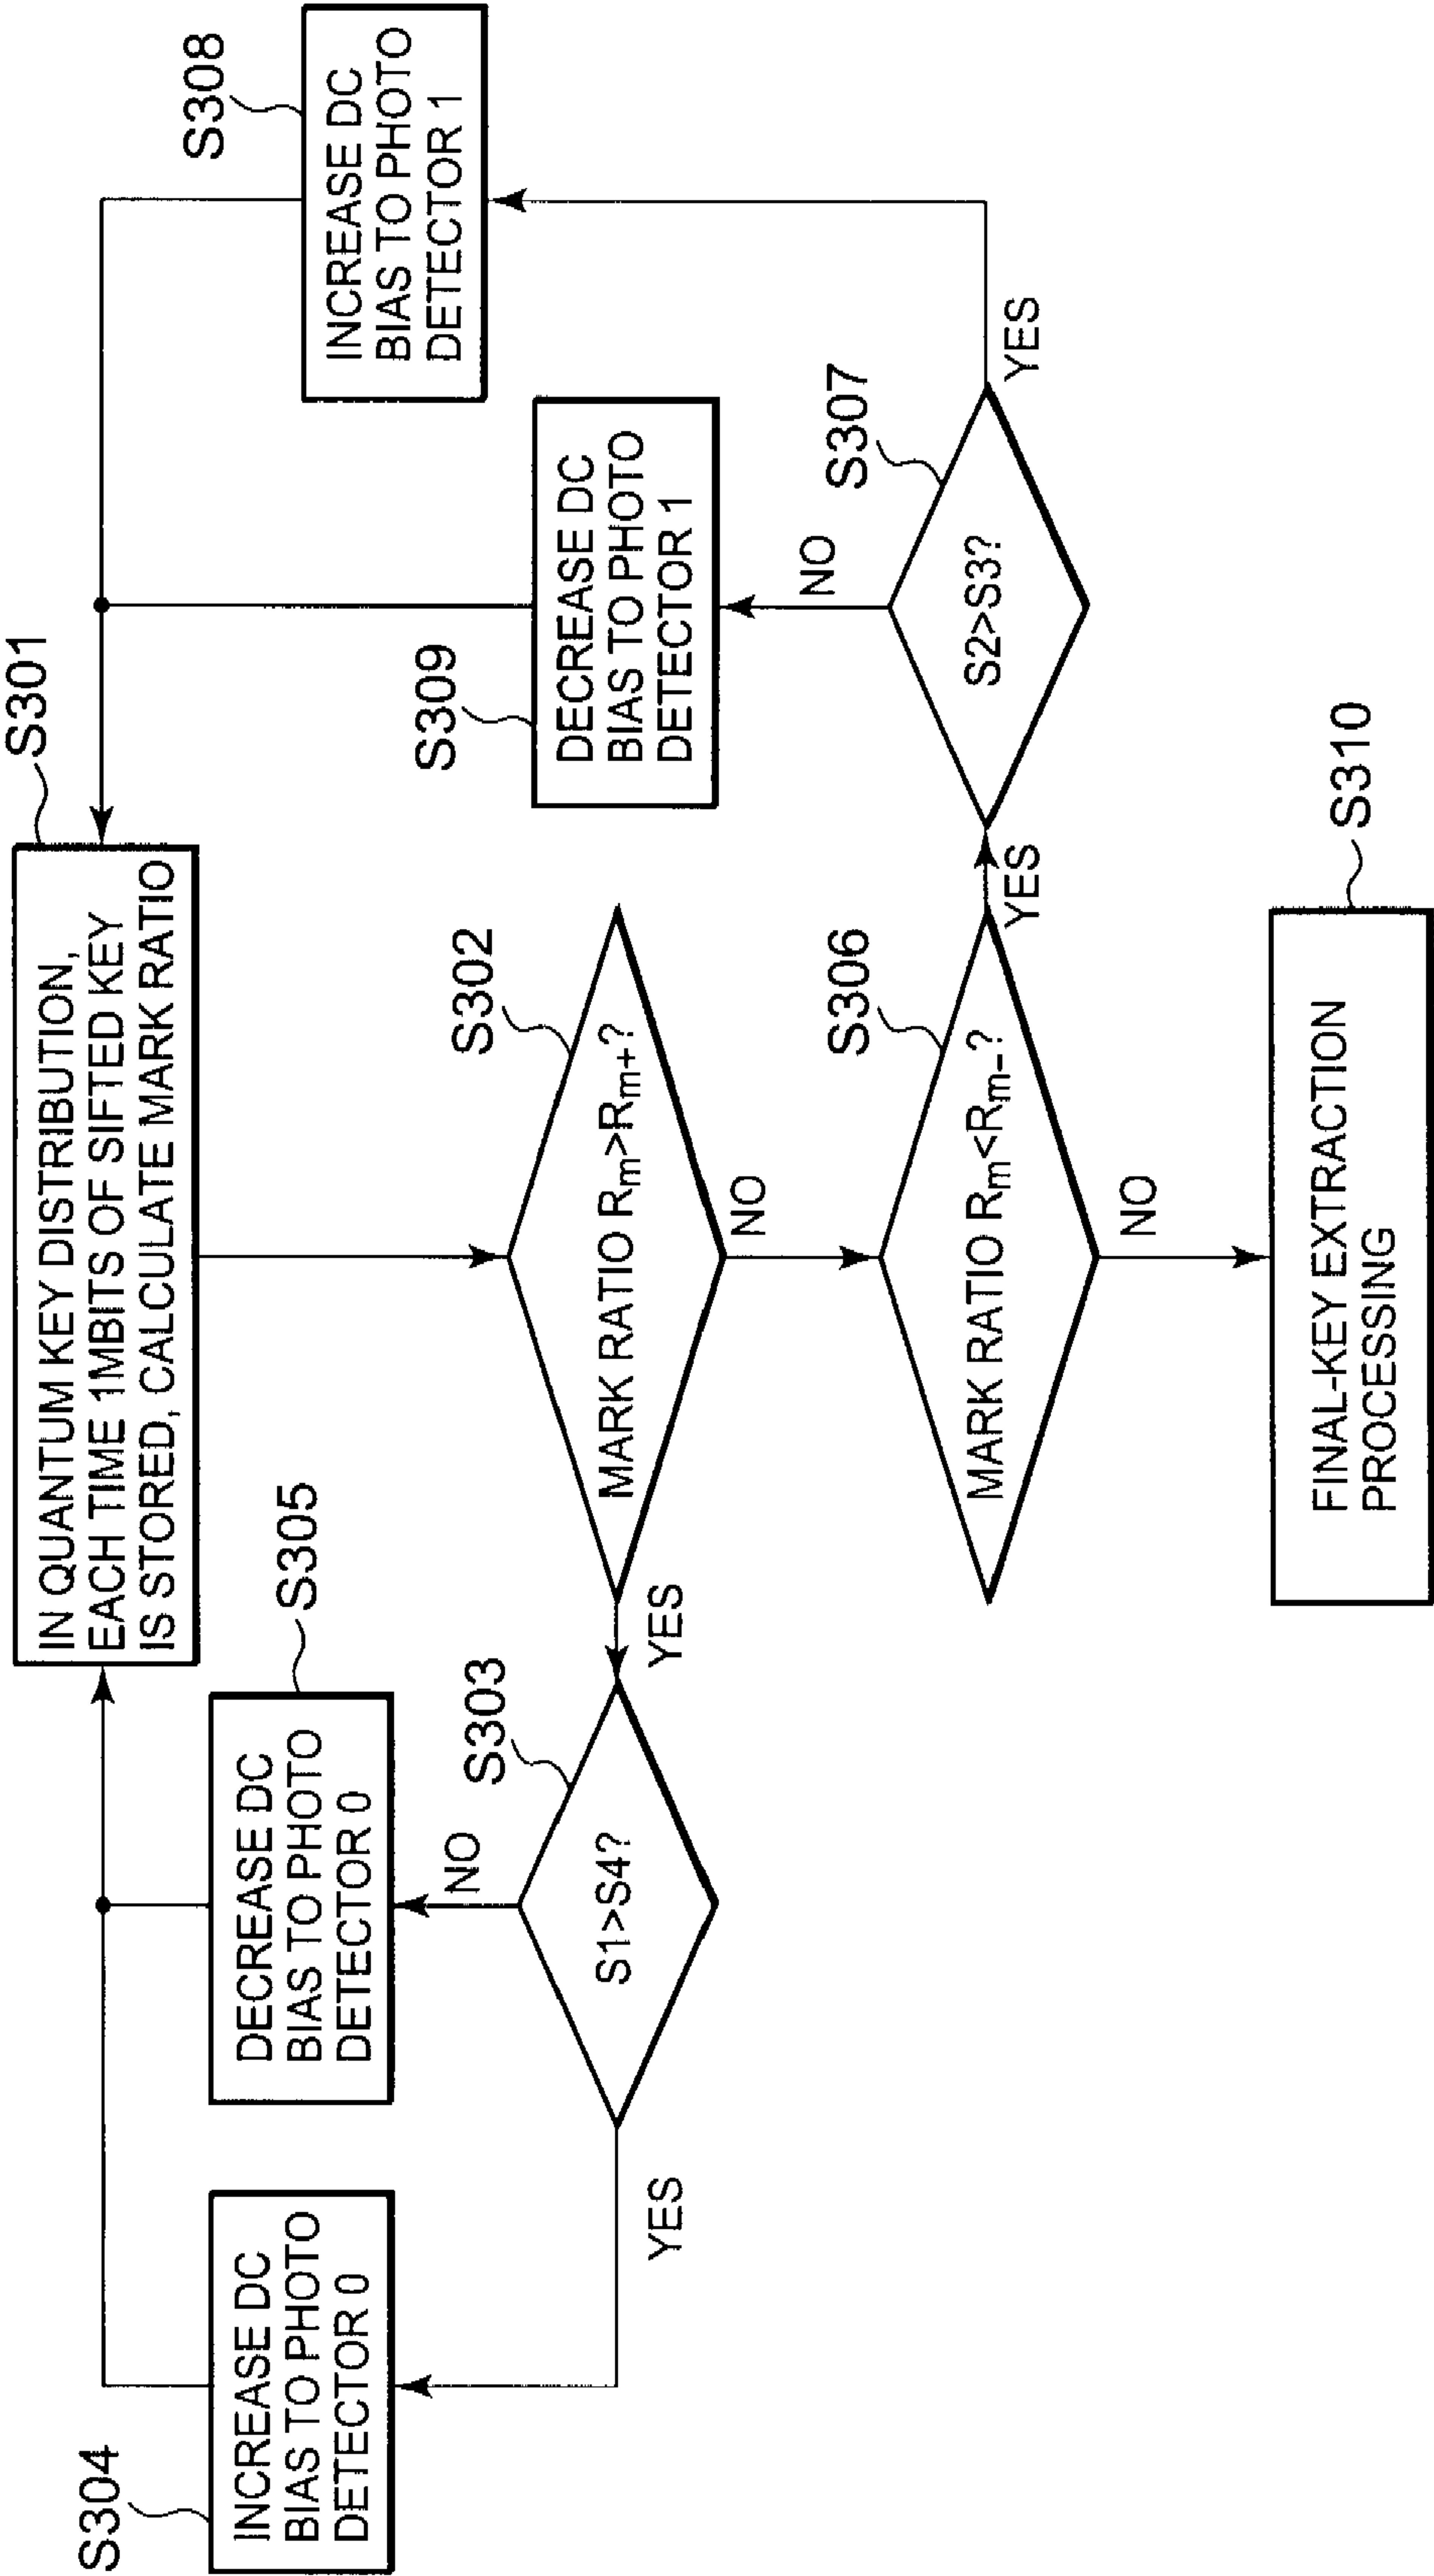 S301
IN QUANTUM KEY DISTRIBUTION,
EACH TIME 1MBITS OF SIFTED KEY
IS STORED, CALCULATE MARK RATIO
S302
MARK RATIO Rm>Rm+?
YES
NO
S303
S1>S4?
YES
NO
S304
INCREASE DC
BIAS TO PHOTO
DETECTOR 0
S305
DECREASE DC
BIAS TO PHOTO
DETECTOR 0
S306
MARK RATIO Rm<Rm-?
YES
NO
S307
S2>S3?
YES
NO
S308
INCREASE DC
BIAS TO PHOTO
DETECTOR 1
S309
DECREASE DC
BIAS TO PHOTO
DETECTOR 1
S310
FINAL-KEY EXTRACTION
PROCESSING